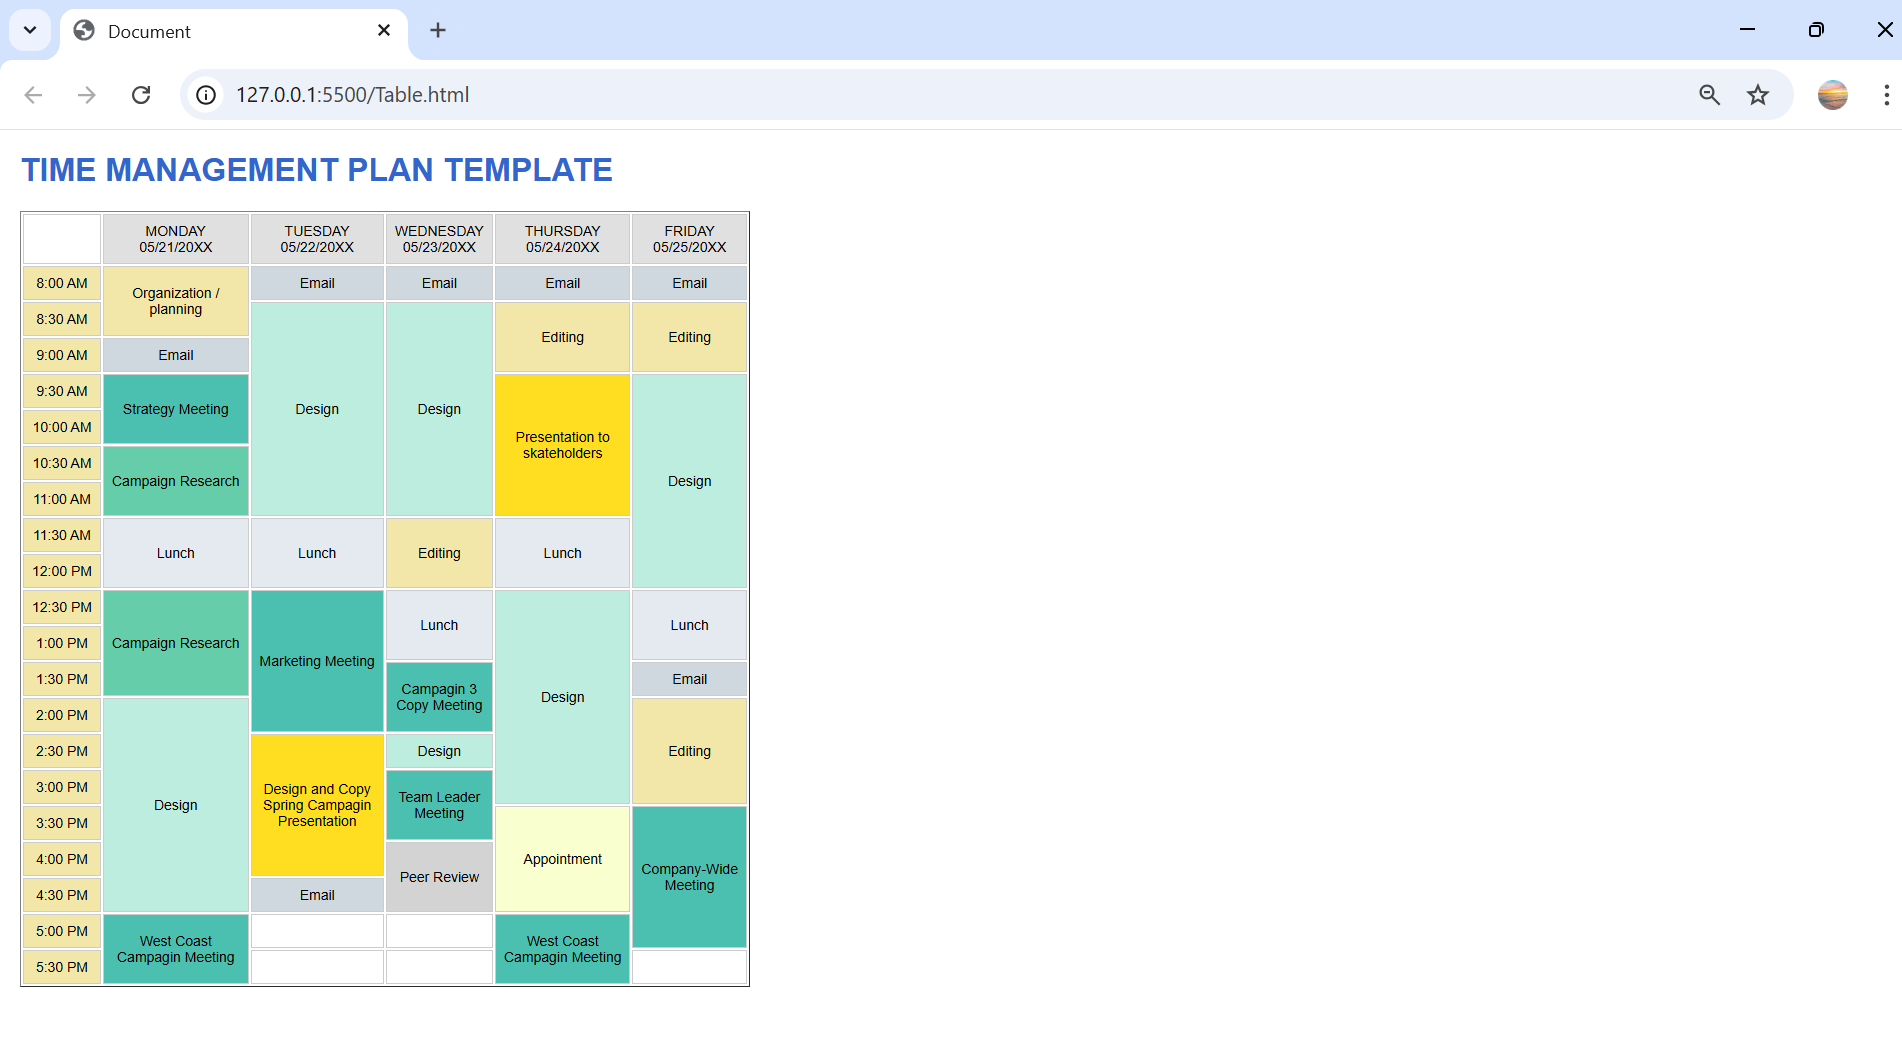 Document
127.0.0.1:5500/Table.html
TIME MANAGEMENT PLAN TEMPLATE
MONDAY
05/21/20XX
TUESDAY
05/22/20XX
WEDNESDAY
05/23/20XX
THURSDAY
05/24/20XX
FRIDAY
05/25/20XX
8:00 AM
Organization /
planning
Email
Email
Email
Email
8:30 AM
Design
Design
Editing
Editing
9:00 AM
Email
9:30 AM
Strategy Meeting
Presentation to
skateholders
Design
10:00 AM
10:30 AM
Campaign Research
11:00 AM
11:30 AM
Lunch
Lunch
Editing
Lunch
12:00 PM
12:30 PM
Campaign Research
Marketing Meeting
Lunch
Design
Lunch
1:00 PM
1:30 PM
Campagin 3
Copy Meeting
Email
2:00 PM
Design
Editing
2:30 PM
Design and Copy
Spring Campagin
Presentation
Design
3:00 PM
Team Leader
Meeting
3:30 PM
Appointment
Company-Wide
Meeting
4:00 PM
Peer Review
4:30 PM
Email
5:00 PM
West Coast
Campagin Meeting
West Coast
Campagin Meeting
5:30 PM